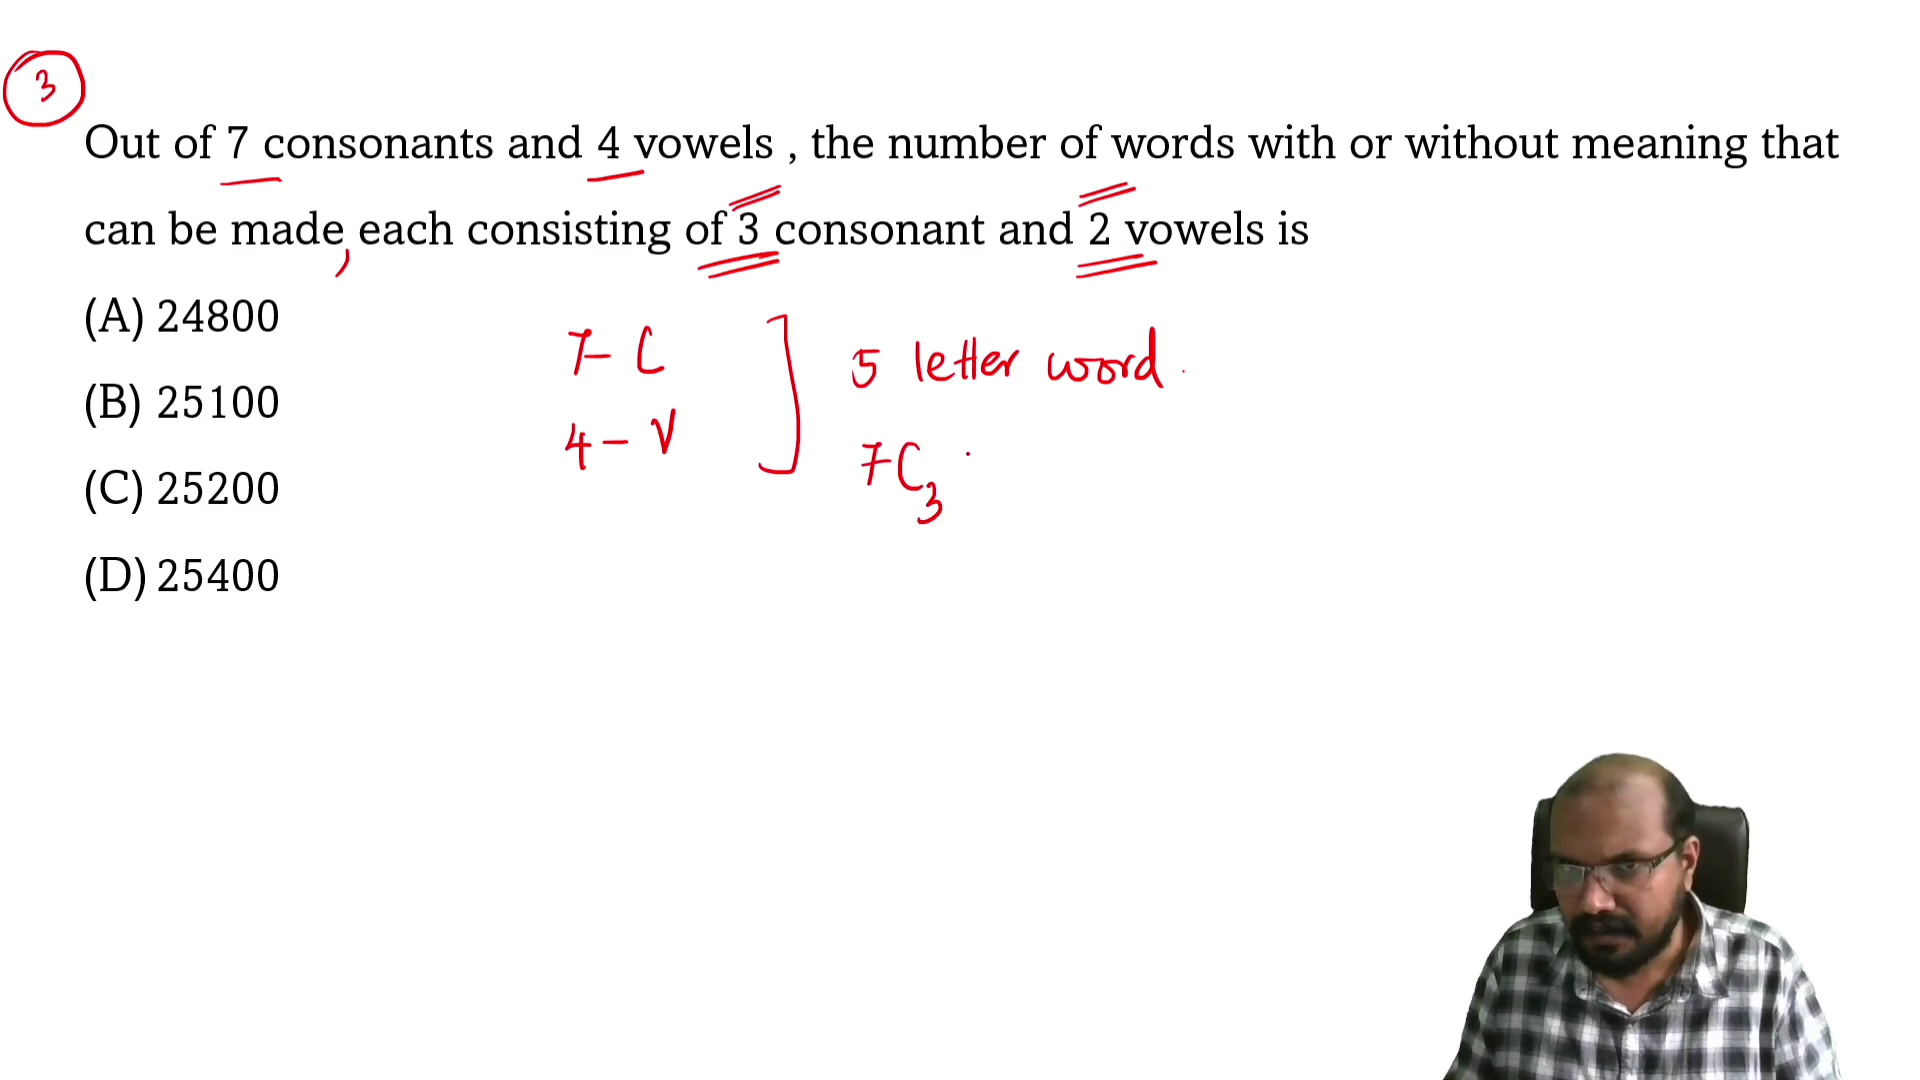 3
Out of 7 consonants and 4 vowels , the number of words with or without meaning that
can be made, each consisting of 3 consonant and 2 vowels is
(A) 24800
(B) 25100
(C) 25200
(D) 25400
7- C
4 - V
5 letter word.
7C3